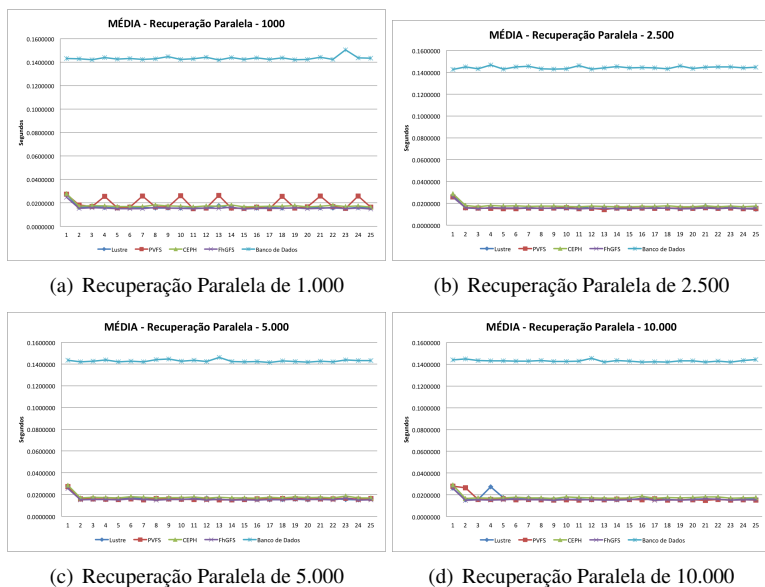 MÉDIA - Recuperação Paralela - 1000
0.1600000
0.1400000
0.1200000
0.1000000
0.0800000
0.0600000
0.0400000
0.0200000
0.0000000
Segundos
1 2 3 4 5 6 7 8 9 10 11 12 13 14 15 16 17 18 19 20 21 22 23 24 25
Lustre PVFS CEPH FhGFS Banco de Dados
(a) Recuperação Paralela de 1.000
MÉDIA - Recuperação Paralela - 2.500
0.1600000
0.1400000
0.1200000
0.1000000
0.0800000
0.0600000
0.0400000
0.0200000
0.0000000
Segundos
1 2 3 4 5 6 7 8 9 10 11 12 13 14 15 16 17 18 19 20 21 22 23 24 25
Lustre PVFS CEPH FhGFS Banco de Dados
(b) Recuperação Paralela de 2.500
MÉDIA - Recuperação Paralela - 5.000
0.1600000
0.1400000
0.1200000
0.1000000
0.0800000
0.0600000
0.0400000
0.0200000
0.0000000
Segundos
1 2 3 4 5 6 7 8 9 10 11 12 13 14 15 16 17 18 19 20 21 22 23 24 25
Lustre PVFS CEPH FhGFS Banco de Dados
(c) Recuperação Paralela de 5.000
MÉDIA - Recuperação Paralela - 10.000
0.1600000
0.1400000
0.1200000
0.1000000
0.0800000
0.0600000
0.0400000
0.0200000
0.0000000
Segundos
1 2 3 4 5 6 7 8 9 10 11 12 13 14 15 16 17 18 19 20 21 22 23 24 25
Lustre PVFS CEPH FhGFS Banco de Dados
(d) Recuperação Paralela de 10.000